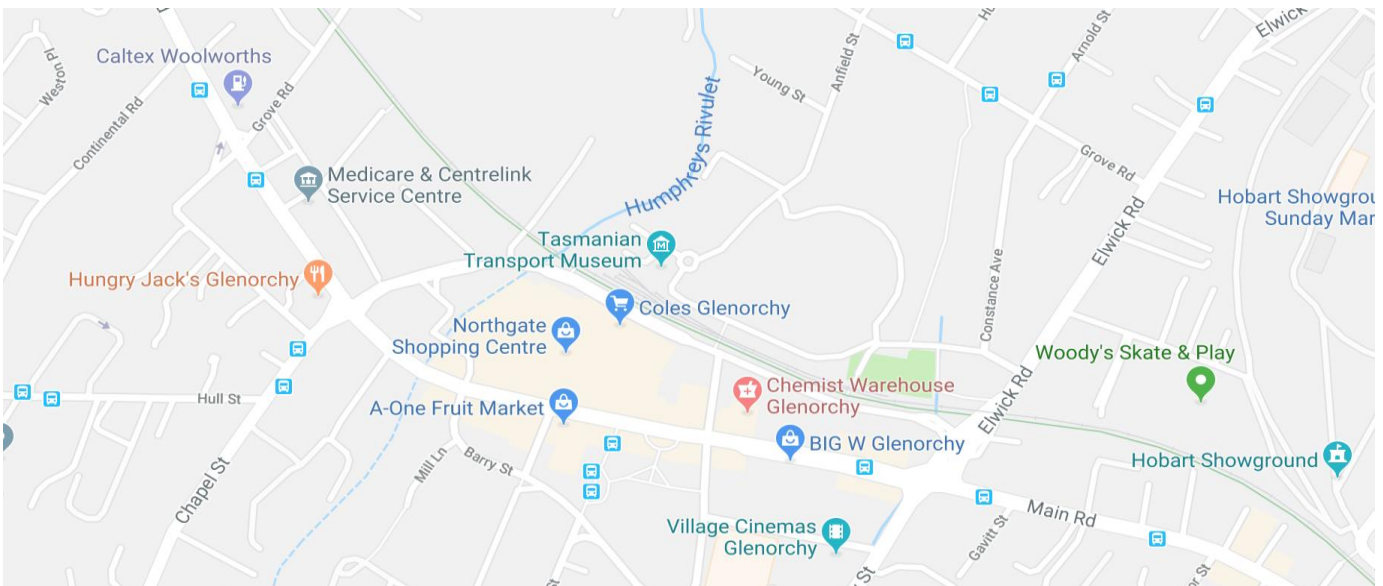 Elwick
Caltex Woolworths
Weston Pl
Continental Rd
Grove Rd
Young St
Anfield St
Arnold St
Humphreys Rivulet
Grove Rd
Medicare & Centrelink
Service Centre
Hobart Showgrou
Sunday Mar
Elwick Rd
Tasmanian
Transport Museum
Hungry Jack's Glenorchy
Constance Ave
Coles Glenorchy
Northgate
Shopping Centre
Woody's Skate & Play
Chemist Warehouse
Glenorchy
Hull St
A-One Fruit Market
Elwick Rd
BIG W Glenorchy
Mill Ln
Barry St
Hobart Showground
Chapel St
Main Rd
Village Cinemas
Glenorchy
Gavitt St
St
St